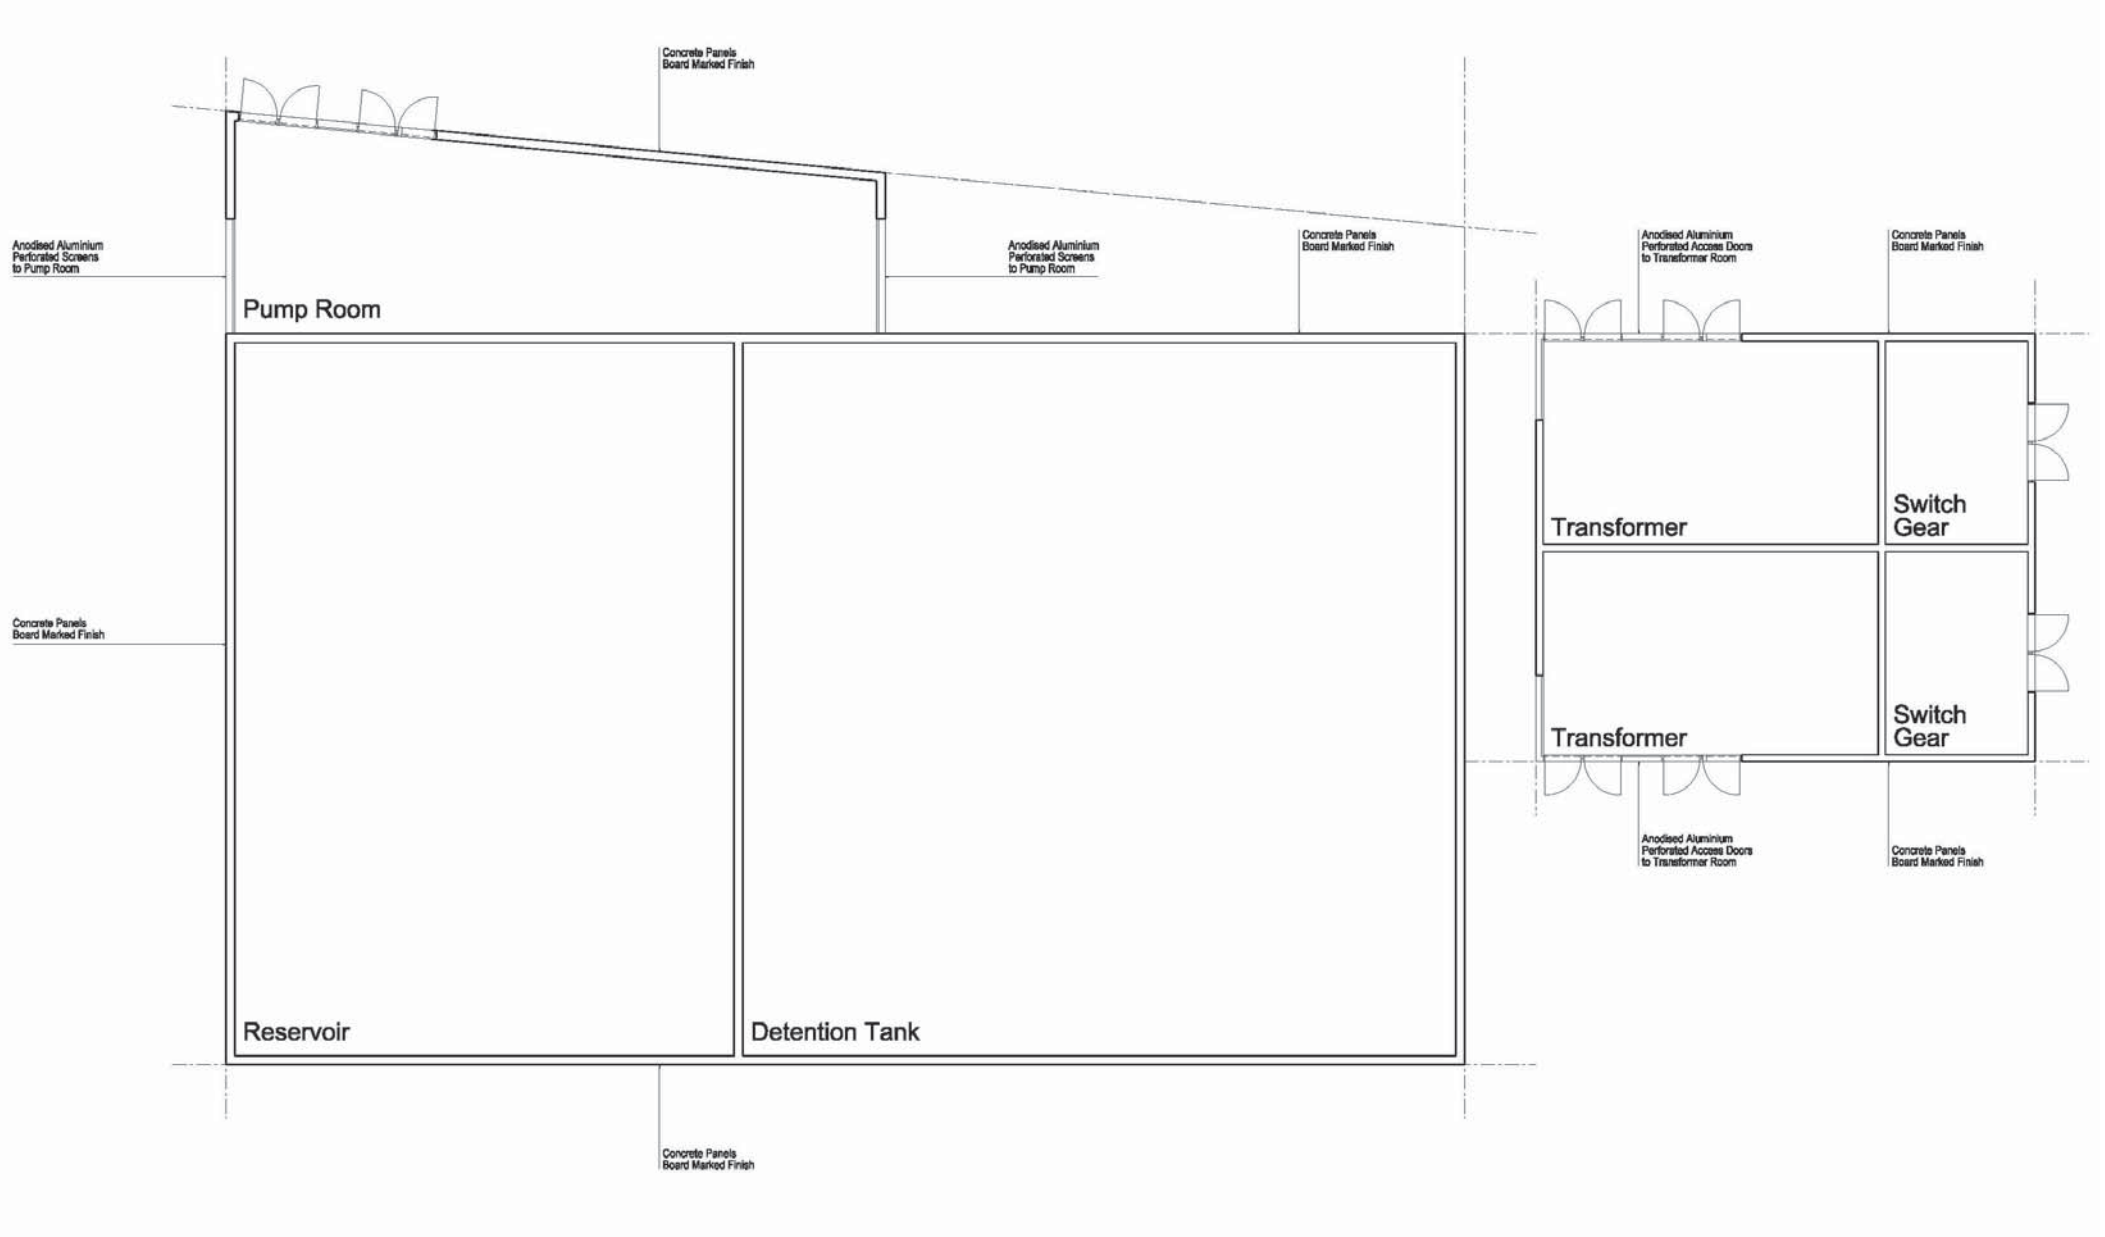 Concrete Panels
Board Marked Finish
Anodised Aluminium
Perforated Screens
to Pump Room
Anodised Aluminium
Perforated Screens
to Pump Room
Concrete Panels
Board Marked Finish
Anodised Aluminium
Perforated Access Doors
to Transformer Room
Concrete Panels
Board Marked Finish
Pump Room
Switch
Gear
Transformer
Concrete Panels
Board Marked Finish
Switch
Gear
Transformer
Anodised Aluminium
Perforated Access Doors
to Transformer Room
Concrete Panels
Board Marked Finish
Reservoir
Detention Tank
Concrete Panels
Board Marked Finish